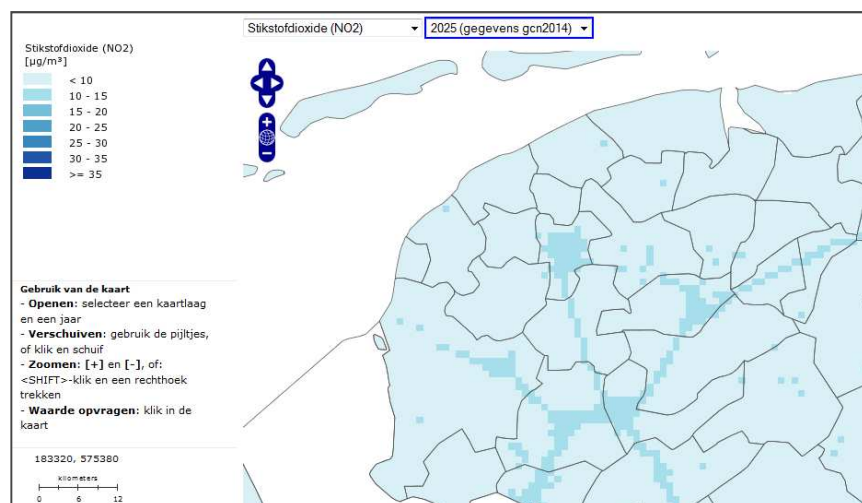 Stikstofdioxide (NO2)
2025 (gegevens gcn2014)
Stikstofdioxide (NO2)
[µg/m³]
< 10
10 - 15
15 - 20
20 - 25
25 - 30
30 - 35
>= 35
Gebruik van de kaart
- Openen: selecteer een kaartlaag
en een jaar
- Verschuiven: gebruik de pijltjes,
of klik en schuif
- Zoomen: [+] en [-], of:
<SHIFT>-klik en een rechthoek
trekken
- Waarde opvragen: klik in de
kaart
183320, 575380
kilometers
0 6 12